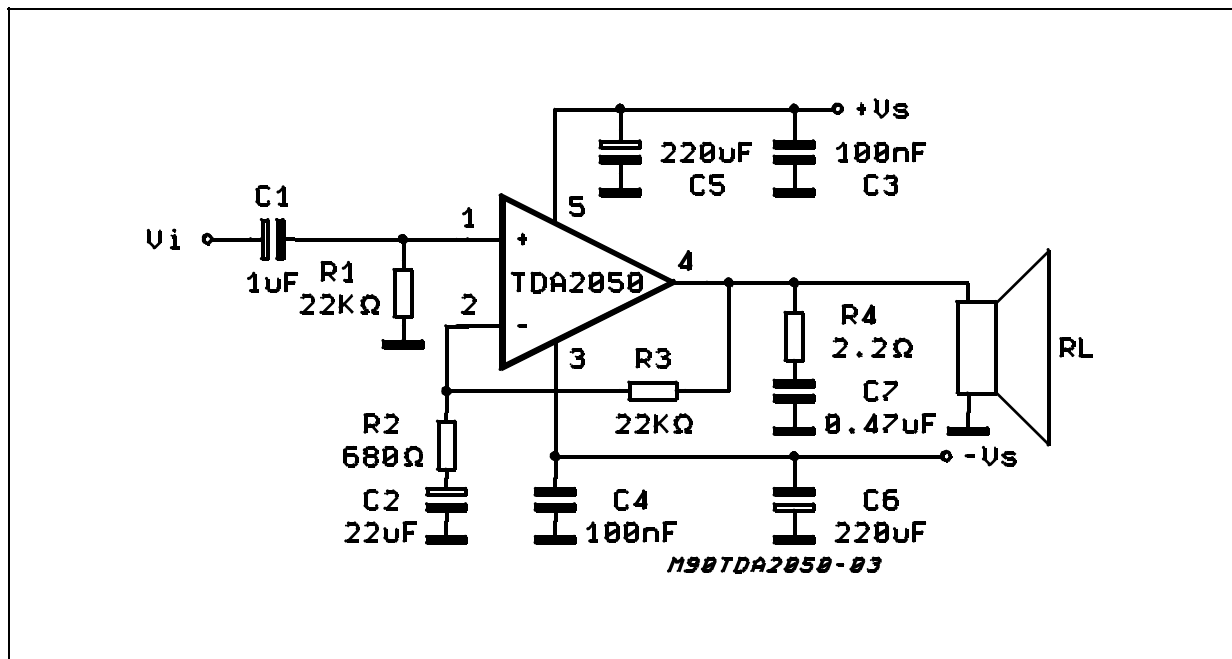 +Vs
220uF
C5
100nF
C3
C1
Vi
1uF
R1
22KΩ
1
+
2
-
TDA2050
5
4
3
R3
22KΩ
R4
2.2Ω
C7
0.47uF
RL
R2
680Ω
C2
22uF
C4
100nF
-Vs
C6
220uF
M90TDA2050-03